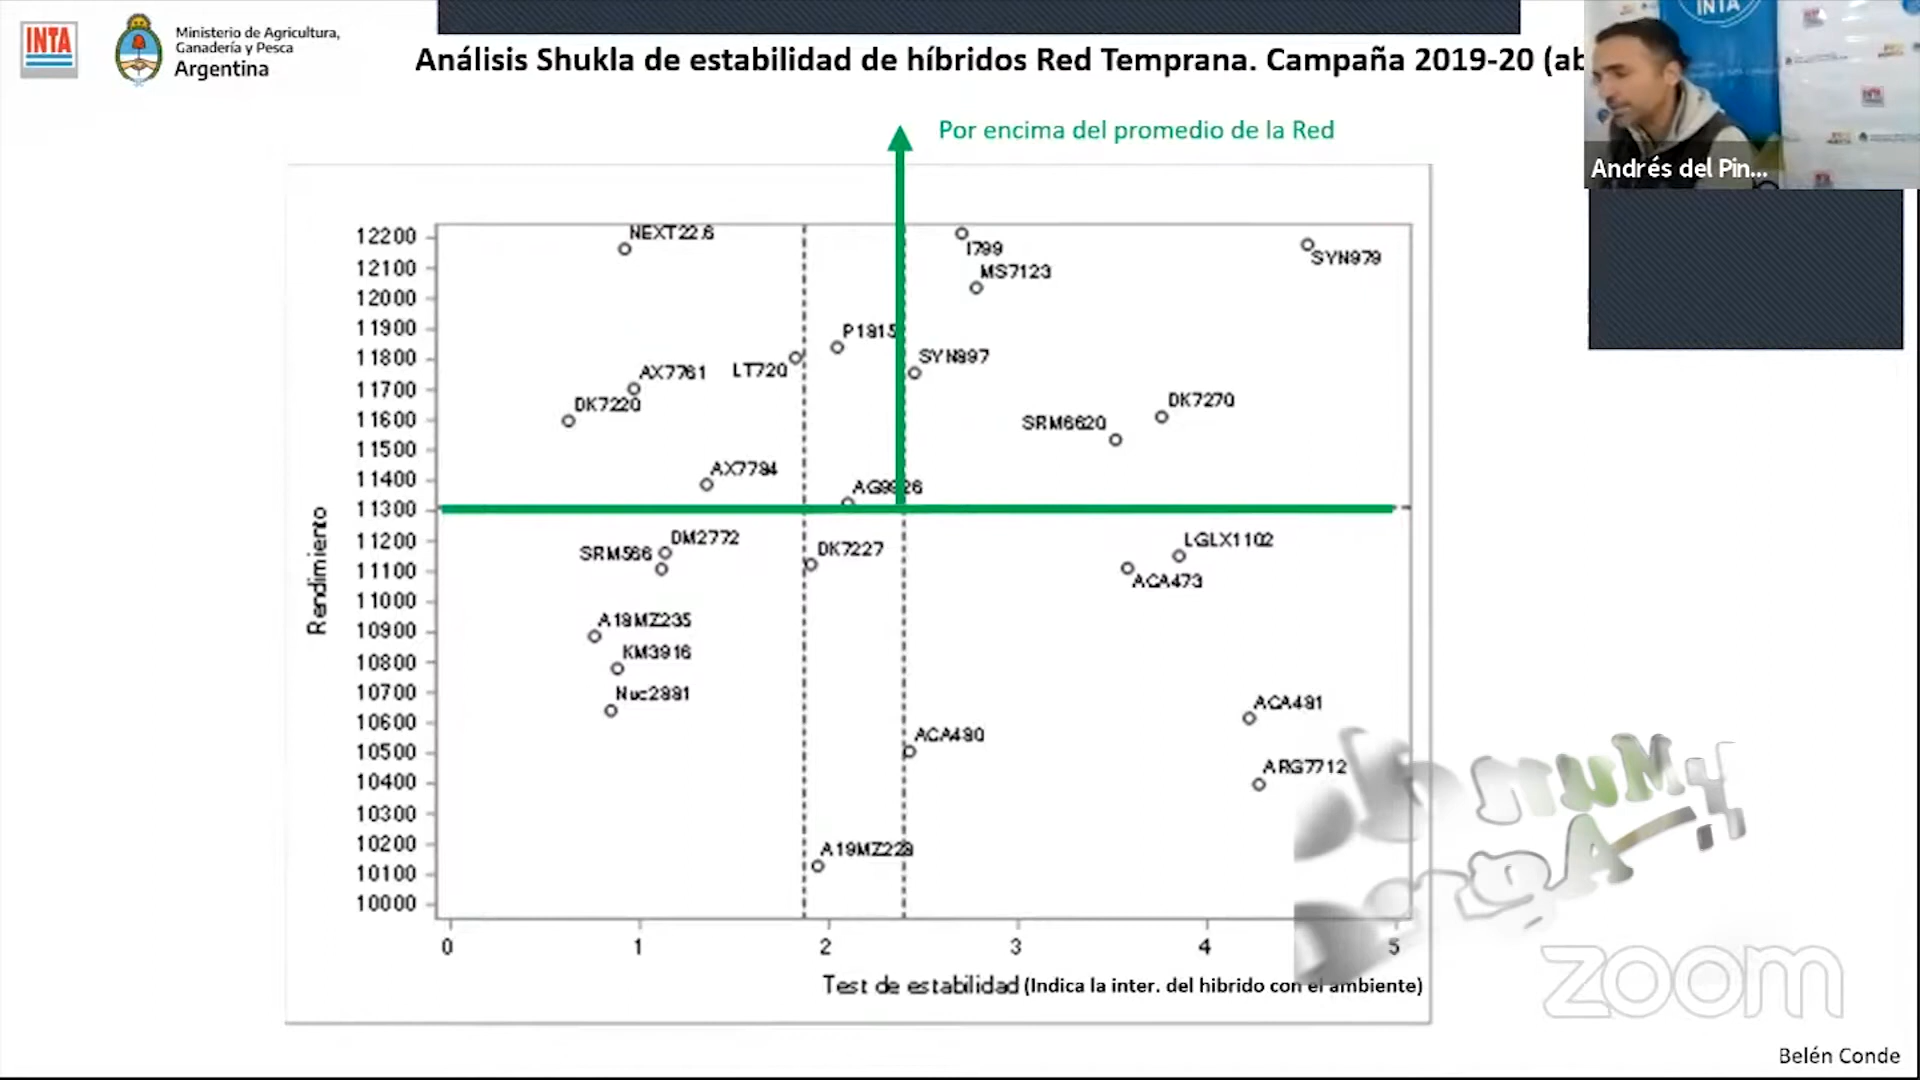 INTA
Ministerio de Agricultura,
Ganadería y Pesca
Argentina
Análisis Shukla de estabilidad de híbridos Red Temprana. Campaña 2019-20 (ab
INTA
Andrés del Pin...
Por encima del promedio de la Red
Rendimiento
12200
12100
12000
11900
11800
11700
11600
11500
11400
11300
11200
11100
11000
10900
10800
10700
10600
10500
10400
10300
10200
10100
10000
NEXT22.6
I799
SYN979
MS7123
P1815
SYN897
LT720
AX7761
DK7220
DK7270
SRM6620
AX7784
AG9926
DM2772
SRM566
DK7227
LGLX1102
ACA473
A18MZ235
KM3916
Nuc2881
ACA481
ACA480
ARG7712
A19MZ228
0 1 2 3 4 5
Test de estabilidad (Indica la inter. del hibrido con el ambiente)
zoom
Belén Conde